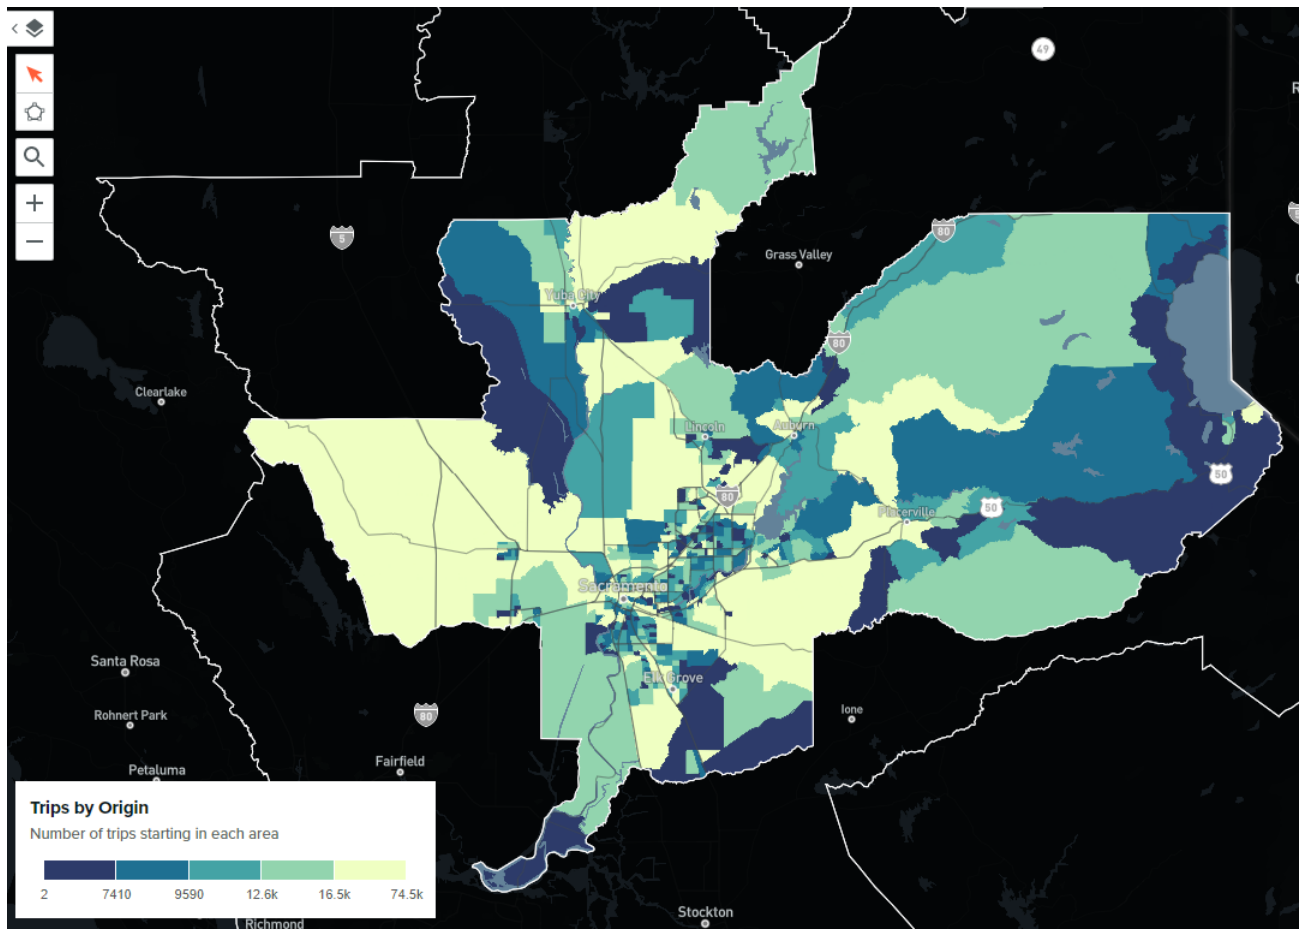 49
5
80
Grass Valley
Yuba City
80
Clearlake
Lincoln
Auburn
80
50
50
Placerville
Sacramento
Santa Rosa
Elk Grove
Rohnert Park
80
Ione
Petaluma
Fairfield
Trips by Origin
Number of trips starting in each area
2 7410 9590 12.6k 16.5k 74.5k
Stockton
Richmond